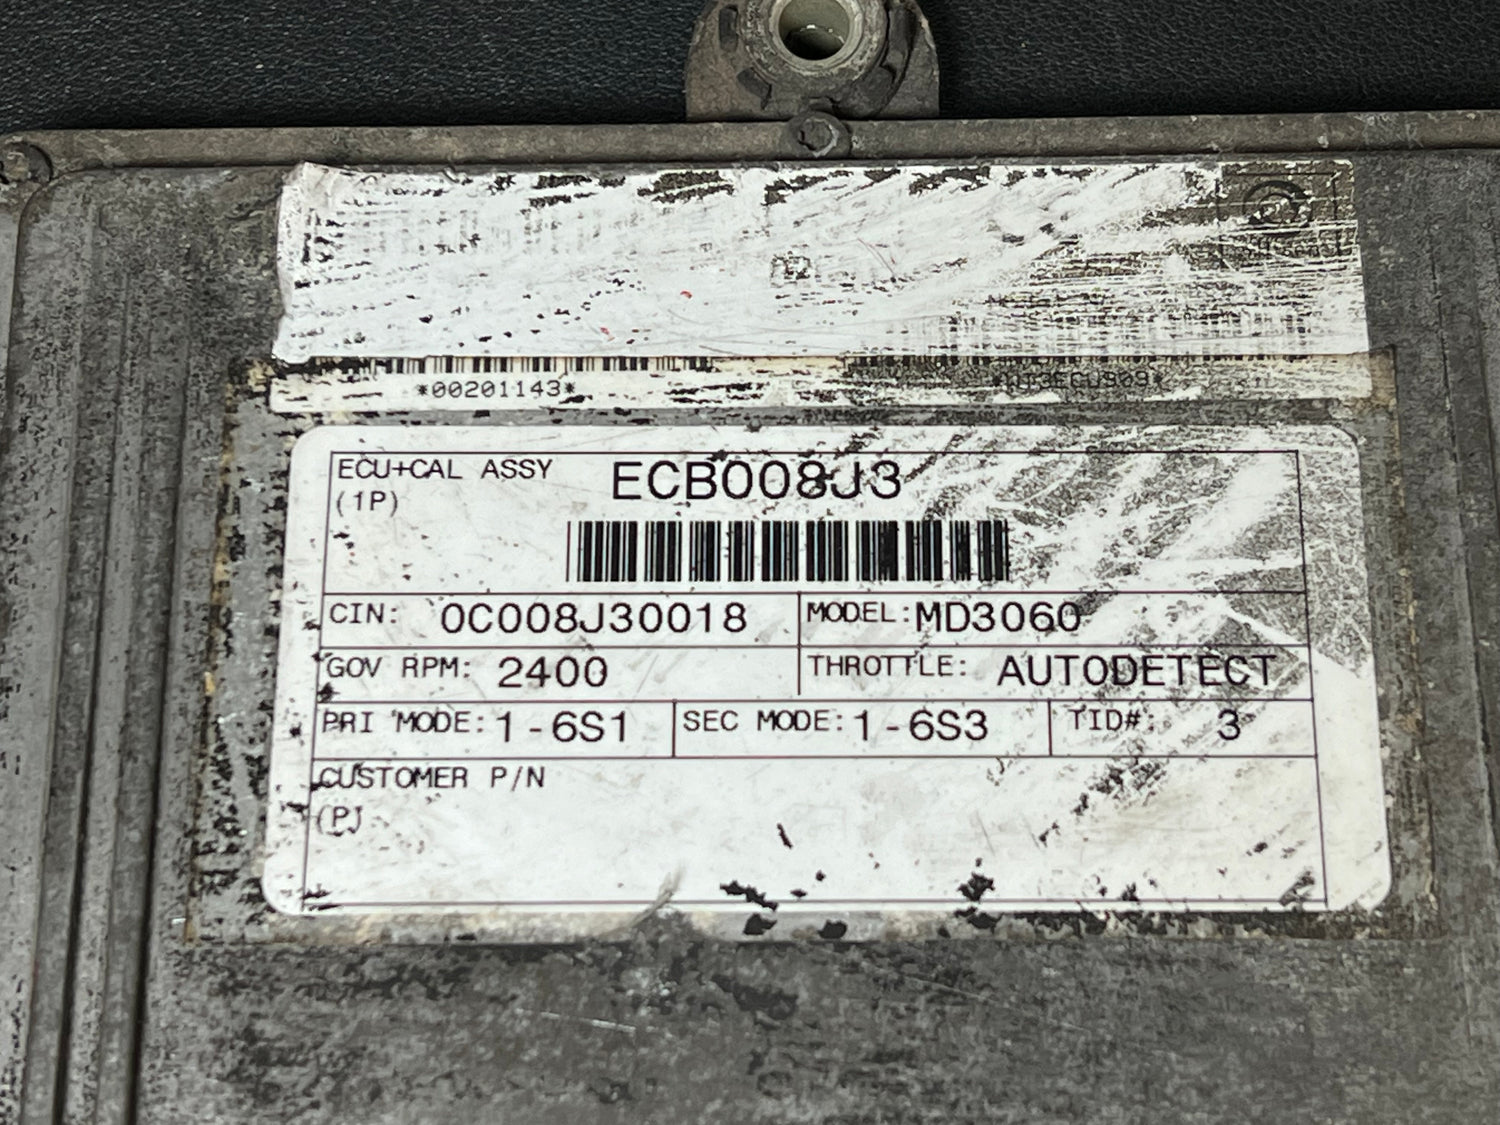 *00201143*
ECU+CAL ASSY ECB008J3
(1P)
CIN: 0C008J30018 MODEL: MD3060
GOV RPM: 2400 THROTTLE: AUTODETECT
PRI MODE: 1-6S1 SEC MODE: 1-6S3 TID#: 3
CUSTOMER P/N
(P)